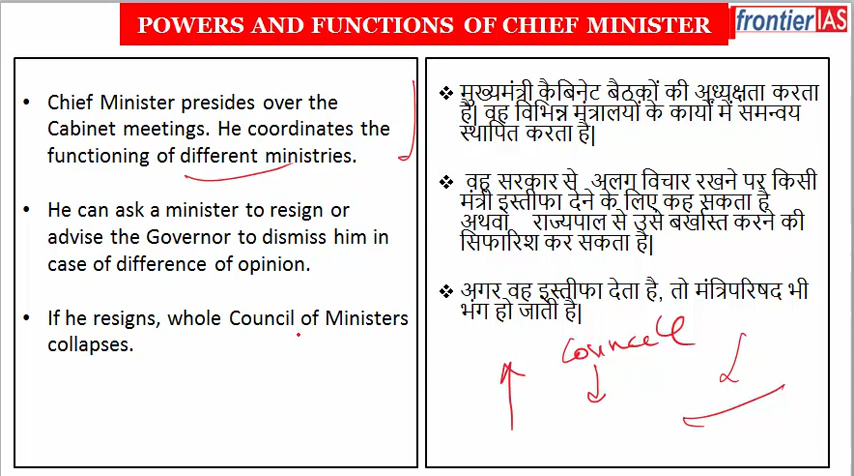 POWERS AND FUNCTIONS OF CHIEF MINISTER
frontier IAS
• Chief Minister presides over the
Cabinet meetings. He coordinates the
functioning of different ministries.
• He can ask a minister to resign or
advise the Governor to dismiss him in
case of difference of opinion.
• If he resigns, whole Council of Ministers
collapses.
❖ मुख्यमंत्री कैबिनेट बैठकों की अध्यक्षता करता
है। वह विभिन्न मंत्रालयों के कार्यों में समन्वय
स्थापित करता है।
❖ वह सरकार से अलग विचार रखने पर किसी
मंत्री इस्तीफा देने के लिए कह सकता है
अथवा राज्यपाल से उसे बर्खास्त करने की
सिफारिश कर सकता है।
❖ अगर वह इस्तीफा देता है, तो मंत्रिपरिषद भी
भंग हो जाती है।